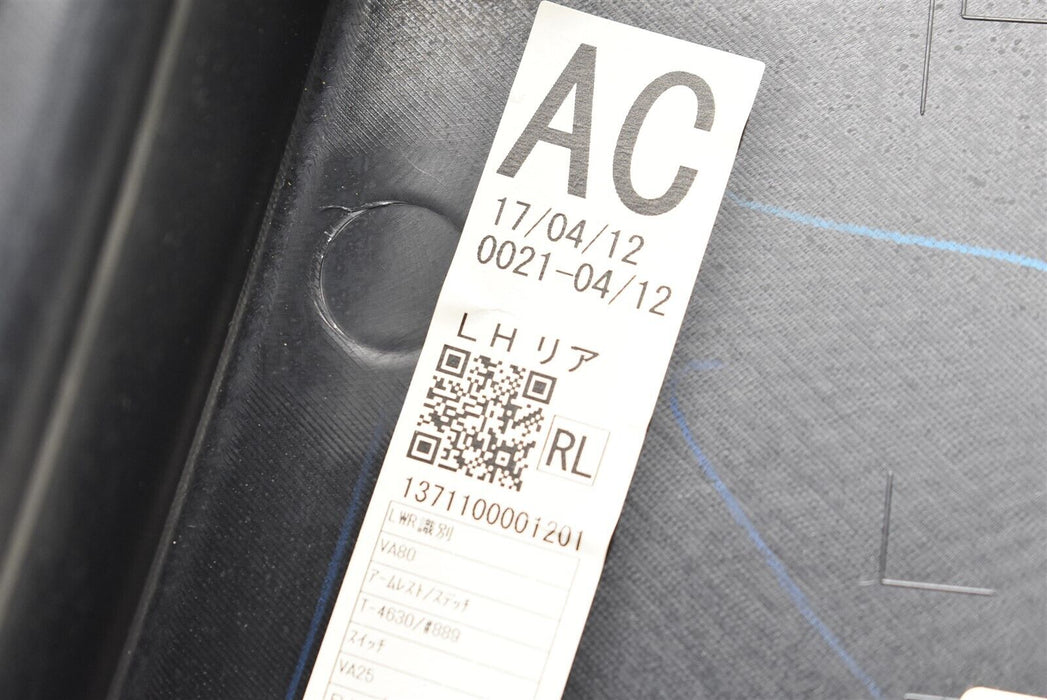 AC
17/04/12
0021-04/12
LHリア
RL
1371100001201
LWR識別
VA80
アームレスト/ステッチ
T-4630/#889
スイッチ
VA25